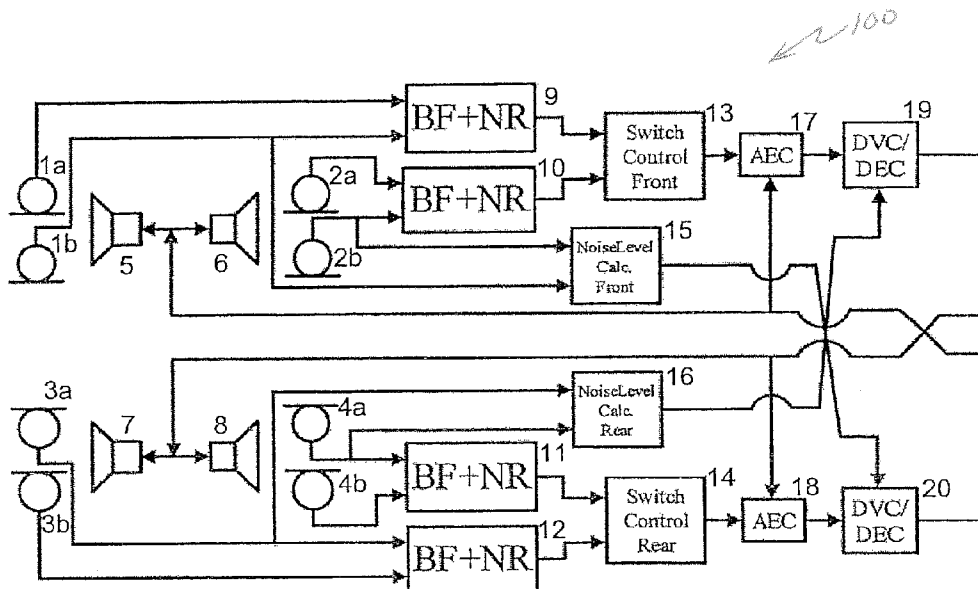 100
BF+NR
9
Switch
Control
Front
13
AEC
17
DVC/
DEC
19
1a
1b
2a
2b
BF+NR
10
5
6
NoiseLevel
Calc.
Front
15
3a
3b
7
8
4a
4b
NoiseLevel
Calc.
Rear
16
BF+NR
11
BF+NR
12
Switch
Control
Rear
14
AEC
18
DVC/
DEC
20